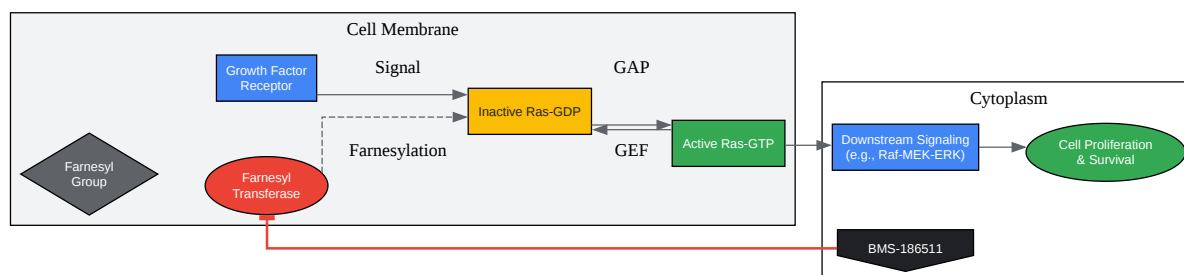 Cell Membrane
Growth Factor
Receptor
Signal
GAP
Inactive Ras-GDP
Farnesylation
GEF
Active Ras-GTP
Farnesyl
Group
Farnesyl
Transferase
Cytoplasm
Downstream Signaling
(e.g., Raf-MEK-ERK)
Cell Proliferation
& Survival
BMS-186511